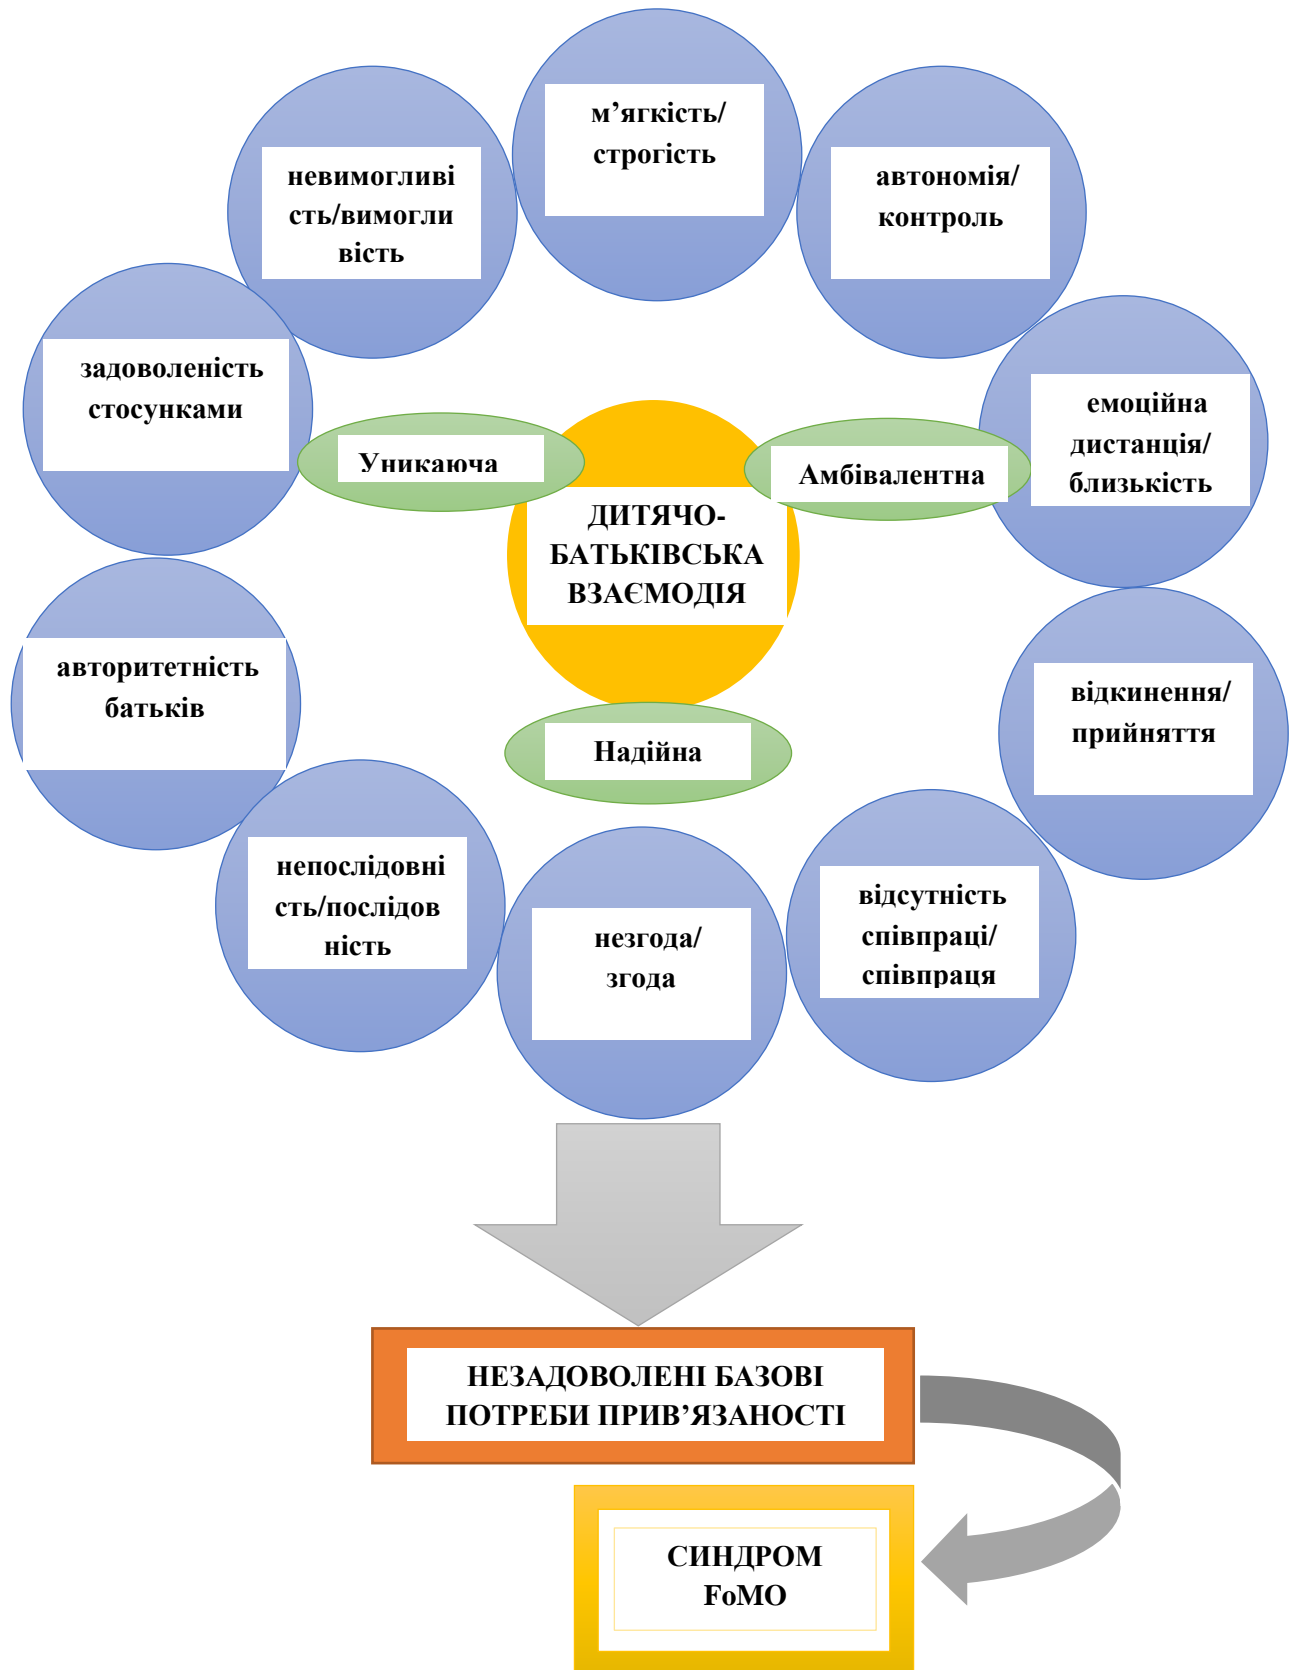 м’ягкість/
строгість
невимогливі
сть/вимогли
вість
автономія/
контроль
задоволеність
стосунками
емоційна
дистанція/
близькість
Уникаюча
Амбівалентна
ДИТЯЧО-
БАТЬКІВСЬКА
ВЗАЄМОДІЯ
авторитетність
батьків
відкинення/
прийняття
Надійна
непослідовні
сть/послідов
ність
незгода/
згода
відсутність
співпраці/
співпраця
НЕЗАДОВОЛЕНІ БАЗОВІ
ПОТРЕБИ ПРИВ’ЯЗАНОСТІ
СИНДРОМ
FoMO